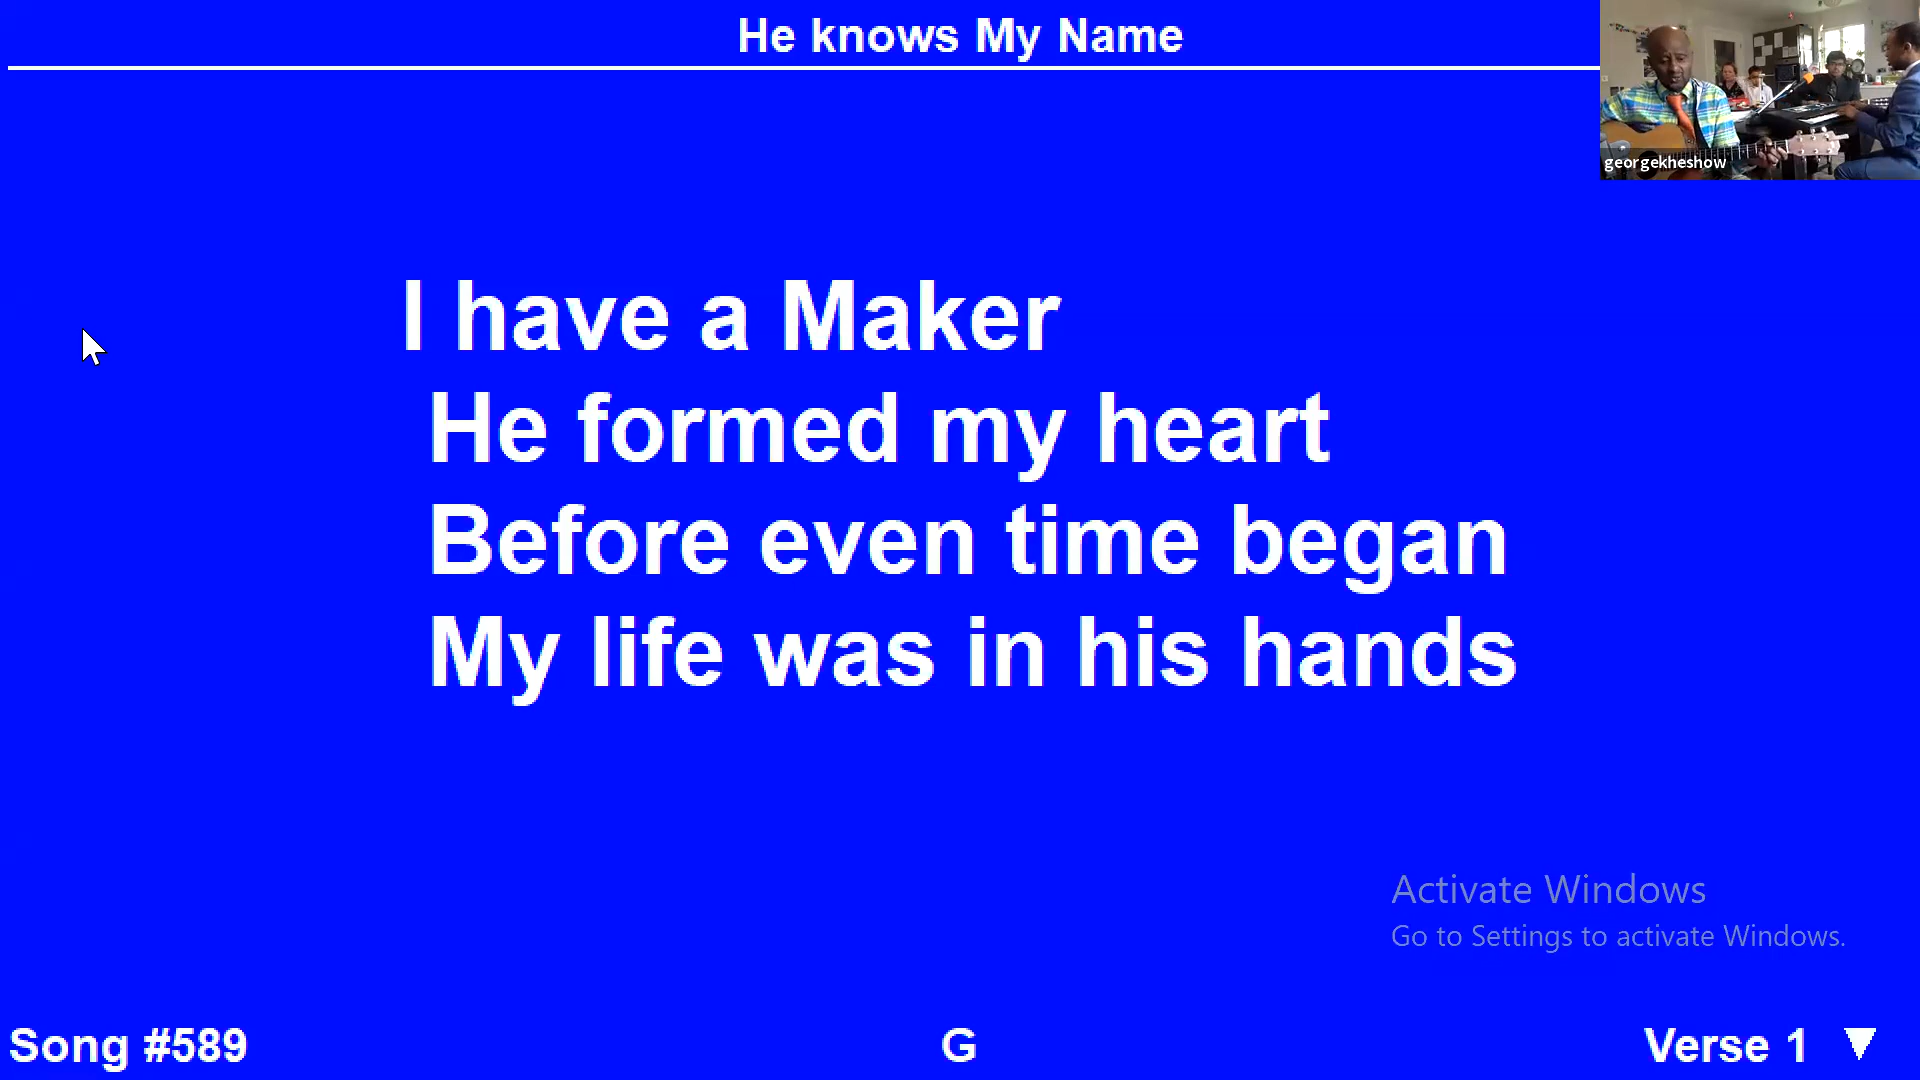 He knows My Name
georgekheshow
I have a Maker
He formed my heart
Before even time began
My life was in his hands
Activate Windows
Go to Settings to activate Windows.
Song #589
G
Verse 1